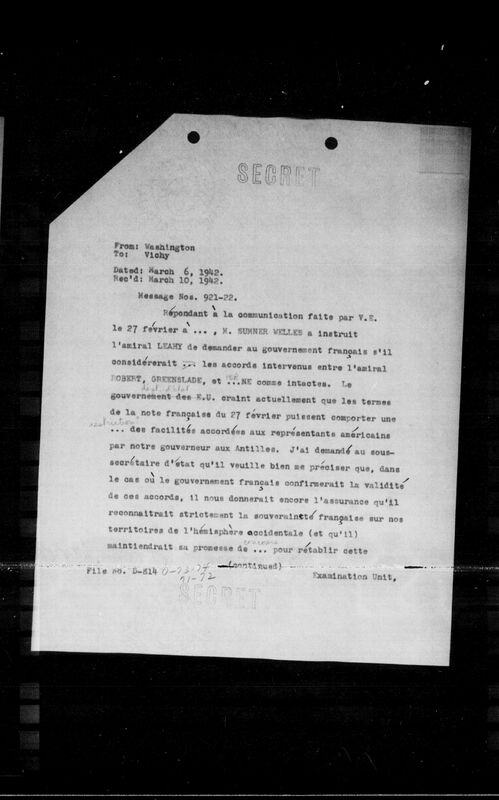 SECRET
From: Washington
To: Vichy
Dated: March 6, 1942.
Rec'd: March 10, 1942.
Message Nos. 921-22.
Répondant à la communication faite par V.E.
le 27 février à ... , M. SUMNER WELLES a instruit
l'amiral LEAHY de demander au gouvernement français s'il
considérerait ... les accords intervenus entre l'amiral
ROBERT, GREENSLADE, et ...NE comme intactes. Le
gouvernement des E.U. craint actuellement que les termes
de la note française du 27 février puissent comporter une
restriction
... des facilités accordées aux représentants américains
par notre gouverneur aux Antilles. J'ai demandé au sous-
secrétaire d'état qu'il veuille bien me préciser que, dans
le cas où le gouvernement français confirmerait la validité
de ces accords, il nous donnerait encore l'assurance qu'il
reconnaitrait strictement la souveraineté française sur nos
territoires de l'hémisphère accidentale (et qu'il)
maintiendrait sa promesse de ... pour rétablir cette
(continued)
File No. D-814
71-72
Examination Unit,
SECRET